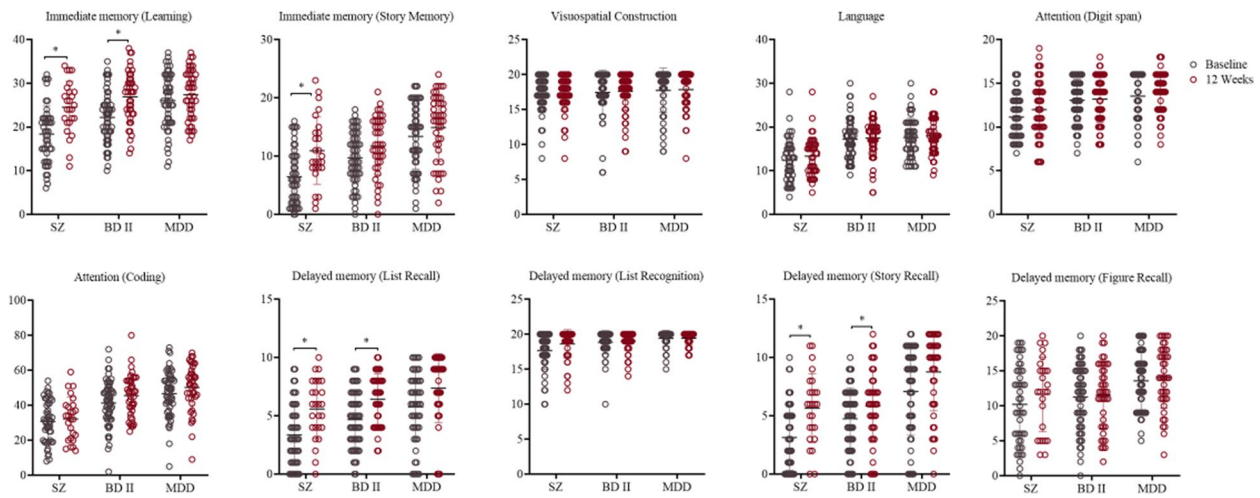 Immediate memory (Learning)
40
30
20
10
0
*
*
SZ
BD II
MDD
Immediate memory (Story Memory)
30
20
10
0
*
SZ
BD II
MDD
Visuospatial Construction
25
20
15
10
5
0
SZ
BD II
MDD
Language
40
30
20
10
0
SZ
BD II
MDD
Attention (Digit span)
20
15
10
5
0
SZ
BD II
MDD
Baseline
12 Weeks
Attention (Coding)
100
80
60
40
20
0
SZ
BD II
MDD
Delayed memory (List Recall)
15
10
5
0
*
*
SZ
BD II
MDD
Delayed memory (List Recognition)
25
20
15
10
5
0
SZ
BD II
MDD
Delayed memory (Story Recall)
15
10
5
0
*
*
SZ
BD II
MDD
Delayed memory (Figure Recall)
25
20
15
10
5
0
SZ
BD II
MDD